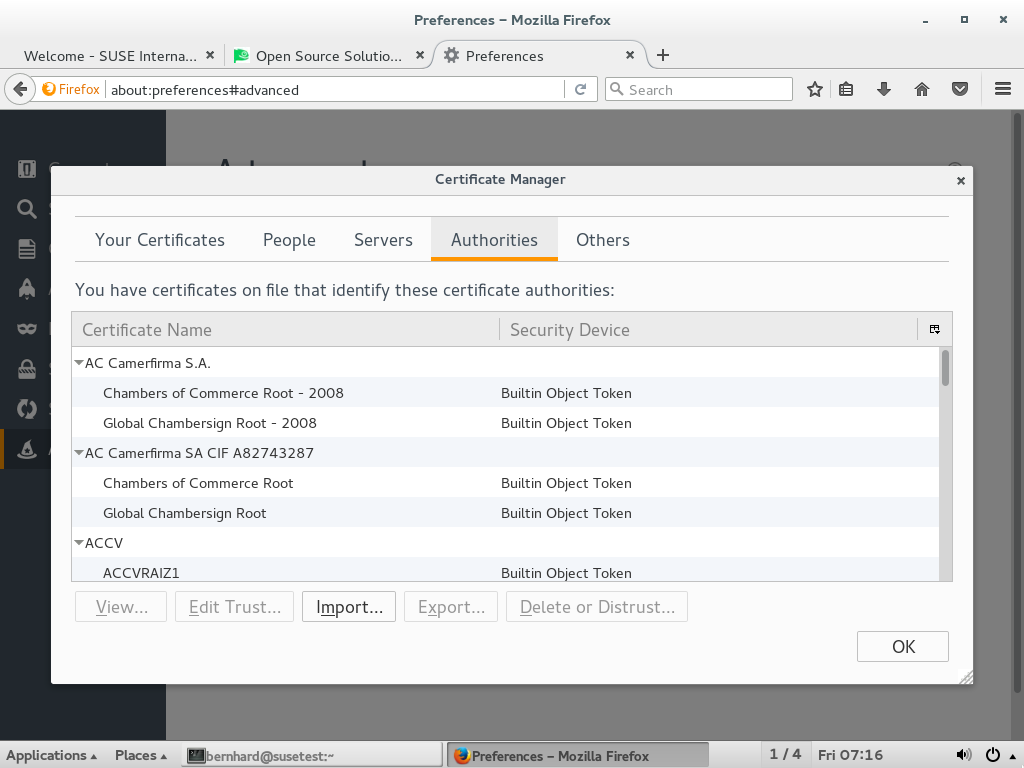 Preferences – Mozilla Firefox
Welcome - SUSE Interna...
Open Source Solutio...
Preferences
Firefox
about:preferences#advanced
Search
Certificate Manager
Your Certificates People Servers Authorities Others
You have certificates on file that identify these certificate authorities:
Certificate Name Security Device
AC Camerfirma S.A.
Chambers of Commerce Root - 2008 Builtin Object Token
Global Chambersign Root - 2008 Builtin Object Token
AC Camerfirma SA CIF A82743287
Chambers of Commerce Root Builtin Object Token
Global Chambersign Root Builtin Object Token
ACCV
ACCVRAIZ1 Builtin Object Token
View... Edit Trust... Import... Export... Delete or Distrust...
OK
Applications Places bernhard@susetest:~ Preferences – Mozilla Firefox 1 / 4 Fri 07:16